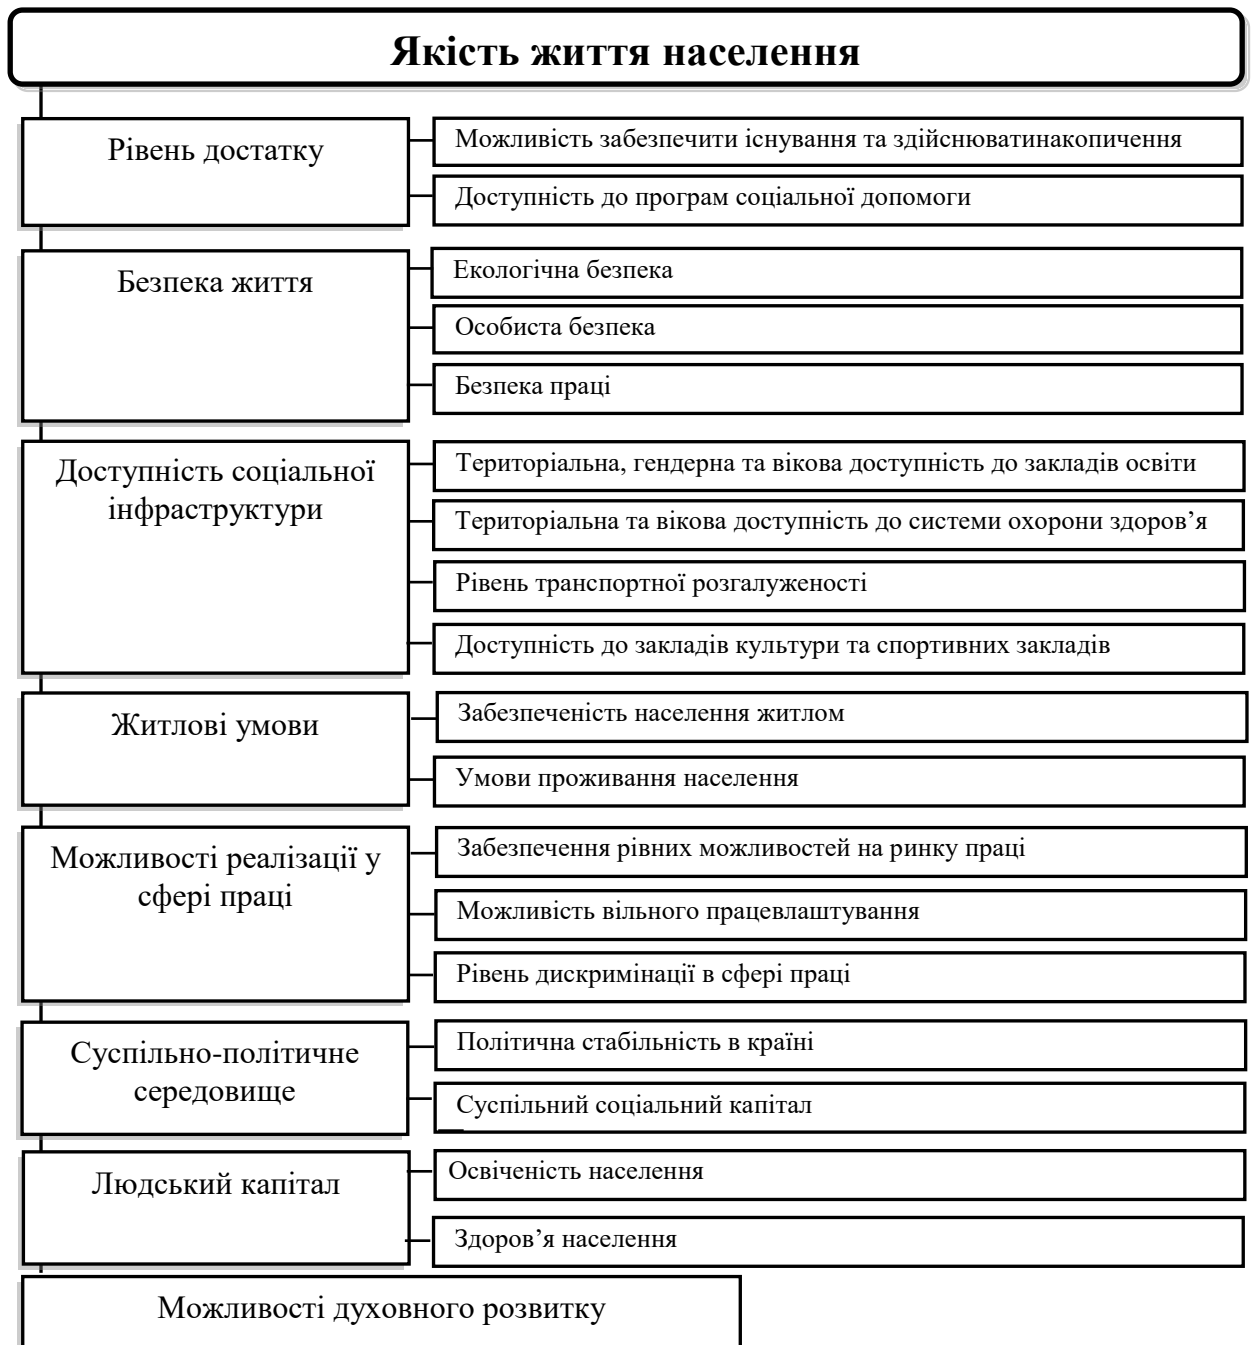 Якість життя населення
Рівень достатку
Можливість забезпечити існування та здійснюватинакопичення
Доступність до програм соціальної допомоги
Безпека життя
Екологічна безпека
Особиста безпека
Безпека праці
Доступність соціальної
інфраструктури
Територіальна, гендерна та вікова доступність до закладів освіти
Територіальна та вікова доступність до системи охорони здоров’я
Рівень транспортної розгалуженості
Доступність до закладів культури та спортивних закладів
Житлові умови
Забезпеченість населення житлом
Умови проживання населення
Можливості реалізації у
сфері праці
Забезпечення рівних можливостей на ринку праці
Можливість вільного працевлаштування
Рівень дискримінації в сфері праці
Суспільно-політичне
середовище
Політична стабільність в країні
Суспільний соціальний капітал
Людський капітал
Освіченість населення
Здоров’я населення
Можливості духовного розвитку